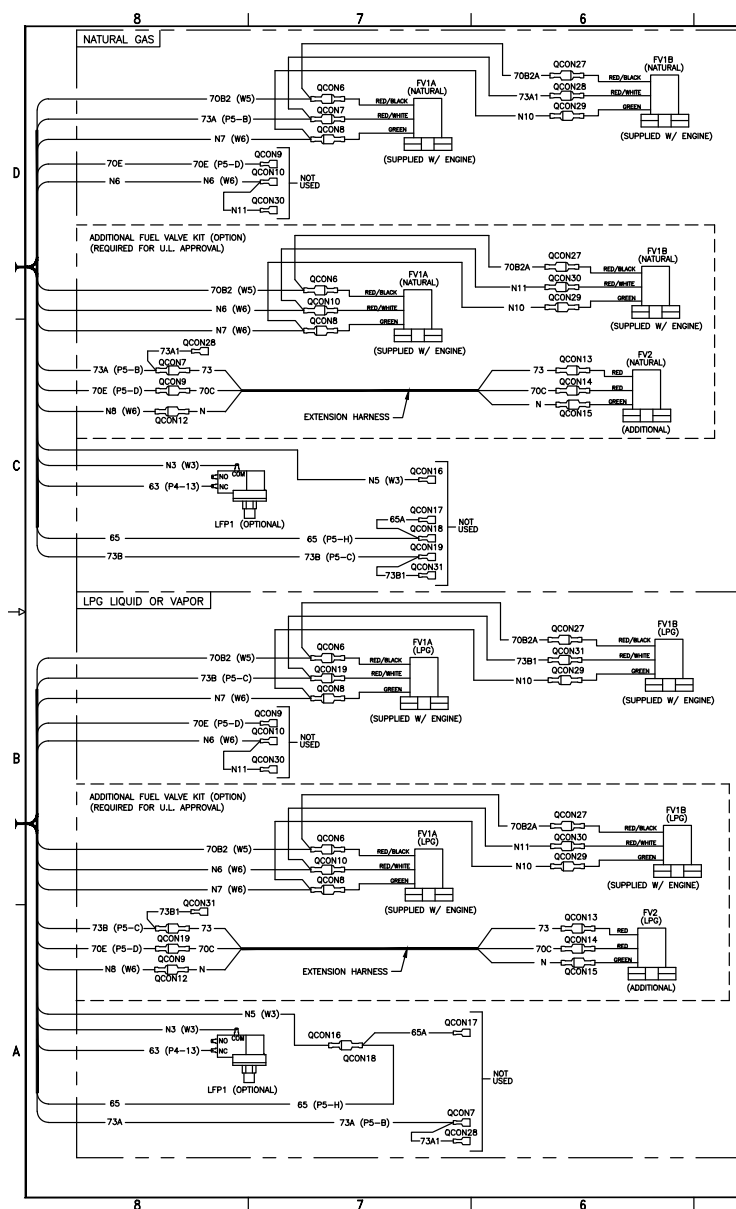 8 7 6
NATURAL GAS
QCON27
FV1B
(NATURAL)
70B2A RED/BLACK
QCON6
FV1A
(NATURAL)
QCON28
70B2 (W5) RED/BLACK
73A1 RED/WHITE
QCON7
QCON29
73A (P5-B) RED/WHITE
N10 GREEN
QCON8
N7 (W6) GREEN
(SUPPLIED W/ ENGINE)
(SUPPLIED W/ ENGINE)
QCON9
70E 70E (P5-D)
D
QCON10
N6 N6 (W6)
NOT
USED
QCON30
N11
ADDITIONAL FUEL VALVE KIT (OPTION)
(REQUIRED FOR U.L. APPROVAL)
QCON27
FV1B
(NATURAL)
70B2A RED/BLACK
QCON6
FV1A
(NATURAL)
QCON30
70B2 (W5) RED/BLACK
N11 RED/WHITE
QCON10
QCON29
N6 (W6) RED/WHITE
N10 GREEN
QCON8
N7 (W6) GREEN
(SUPPLIED W/ ENGINE)
(SUPPLIED W/ ENGINE)
QCON28
73A1
QCON7
QCON13
FV2
(NATURAL)
73A (P5-B) 73
73 RED
QCON9
QCON14
70E (P5-D) 70C
70C RED
N8 (W6) N
N GREEN
QCON12
EXTENSION HARNESS
QCON15
(ADDITIONAL)
C
N3 (W3)
COM
NO
QCON16
N5 (W3)
63 (P4-13)
NC
QCON17
65A
LFP1 (OPTIONAL)
QCON18
NOT
USED
65 65 (P5-H)
QCON19
73B 73B (P5-C)
QCON31
73B1
LPG LIQUID OR VAPOR
QCON27
FV1B
(LPG)
70B2A RED/BLACK
QCON6
FV1A
(LPG)
QCON31
70B2 (W5) RED/BLACK
73B1 RED/WHITE
QCON19
QCON29
73B (P5-C) RED/WHITE
N10 GREEN
QCON8
N7 (W6) GREEN
(SUPPLIED W/ ENGINE)
(SUPPLIED W/ ENGINE)
QCON9
70E (P5-D)
QCON10
N6 (W6)
NOT
USED
B
QCON30
N11
ADDITIONAL FUEL VALVE KIT (OPTION)
(REQUIRED FOR U.L. APPROVAL)
QCON27
FV1B
(LPG)
70B2A RED/BLACK
QCON6
FV1A
(LPG)
QCON30
70B2 (W5) RED/BLACK
N11 RED/WHITE
QCON10
QCON29
N6 (W6) RED/WHITE
N10 GREEN
QCON8
N7 (W6) GREEN
(SUPPLIED W/ ENGINE)
(SUPPLIED W/ ENGINE)
QCON31
73B1
QCON13
FV2
(LPG)
73B (P5-C) 73
73 RED
QCON19
QCON14
70E (P5-D) 70C
70C RED
QCON9
N8 (W6) N
N GREEN
QCON12
EXTENSION HARNESS
QCON15
(ADDITIONAL)
N5 (W3)
N3 (W3)
COM
NO
QCON16
65A
QCON17
A
63 (P4-13)
NC
QCON18
LFP1 (OPTIONAL)
NOT
USED
65 65 (P5-H)
QCON7
73A 73A (P5-B)
QCON28
73A1
8 7 6